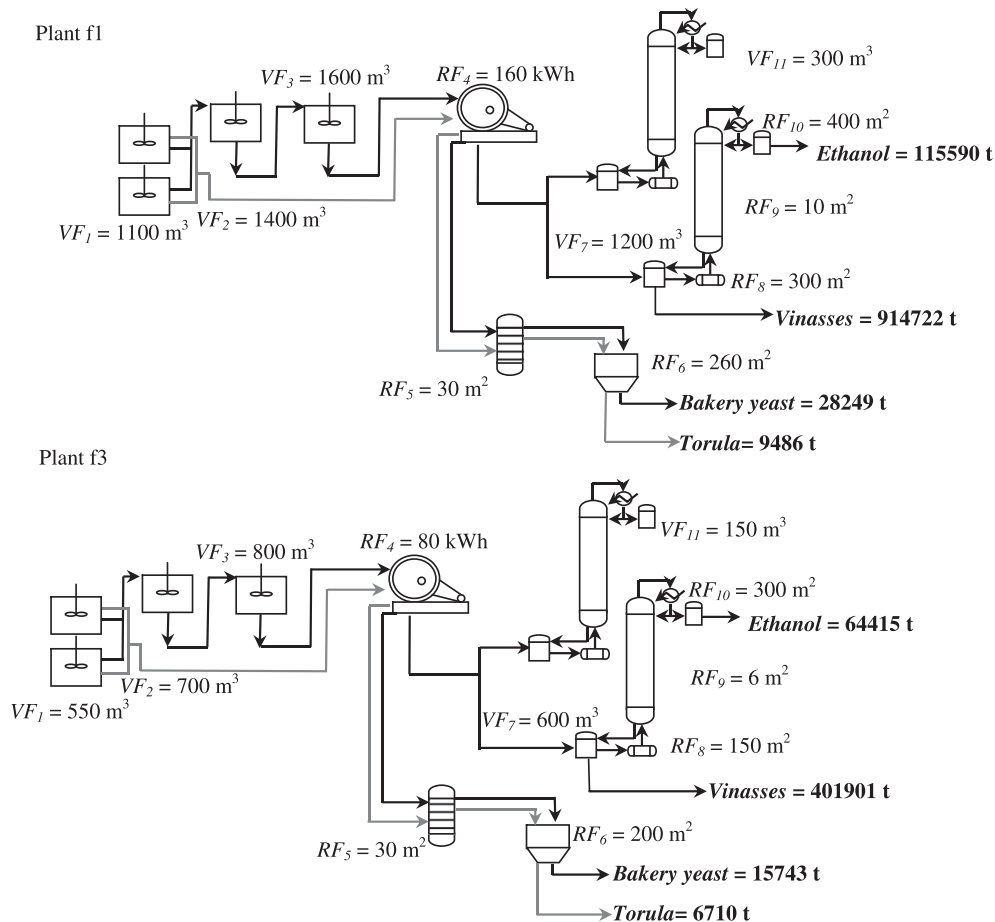 Plant f1
VF11 = 300 m³
VF3 = 1600 m³
RF4 = 160 kWh
RF10 = 400 m²
Ethanol = 115590 t
RF9 = 10 m²
VF2 = 1400 m³
VF1 = 1100 m³
VF7 = 1200 m³
RF8 = 300 m²
Vinasses = 914722 t
RF6 = 260 m²
RF5 = 30 m²
Bakery yeast = 28249 t
Torula= 9486 t
Plant f3
VF11 = 150 m³
RF4 = 80 kWh
VF3 = 800 m³
RF10 = 300 m²
Ethanol = 64415 t
RF9 = 6 m²
VF2 = 700 m³
VF1 = 550 m³
VF7 = 600 m³
RF8 = 150 m²
Vinasses = 401901 t
RF6 = 200 m²
RF5 = 30 m²
Bakery yeast = 15743 t
Torula= 6710 t